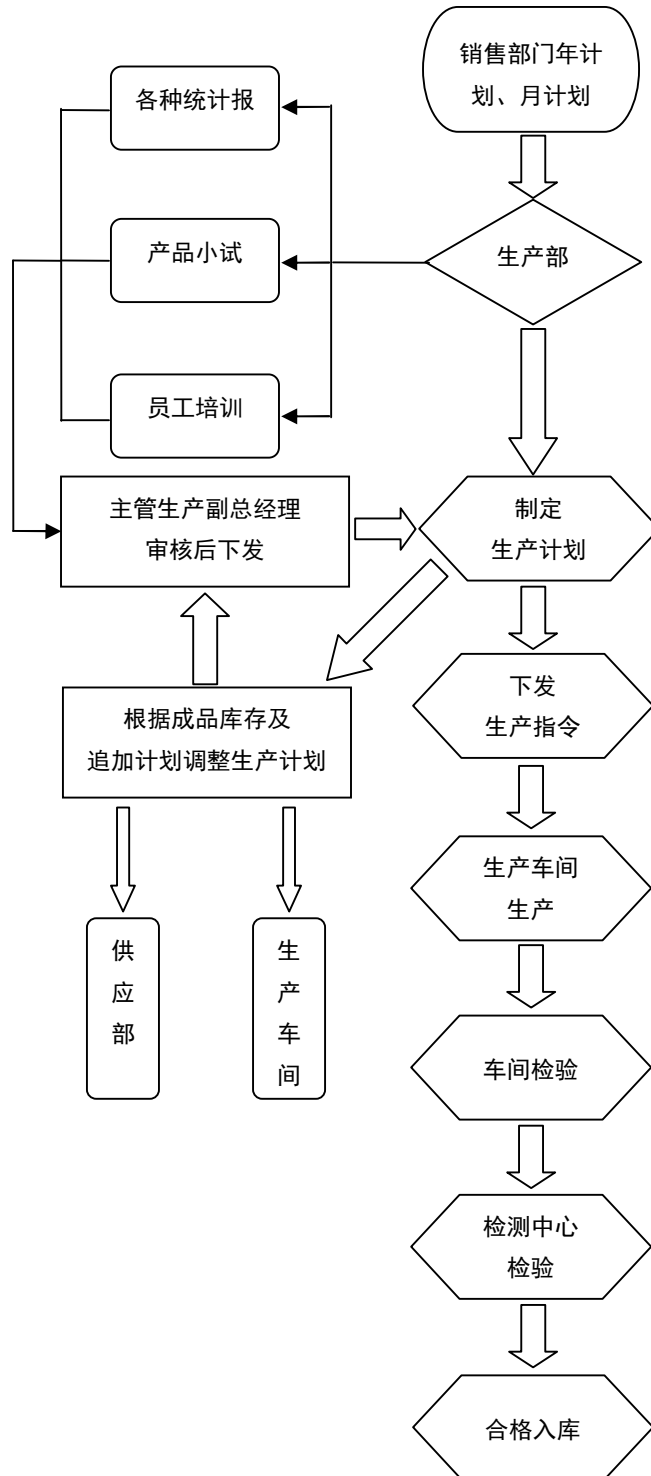 销售部门年计
划、月计划
各种统计报
产品小试
生产部
员工培训
主管生产副总经理
审核后下发
制定
生产计划
根据成品库存及
追加计划调整生产计划
下发
生产指令
生产车间
生产
供
应
部
生
产
车
间
车间检验
检测中心
检验
合格入库